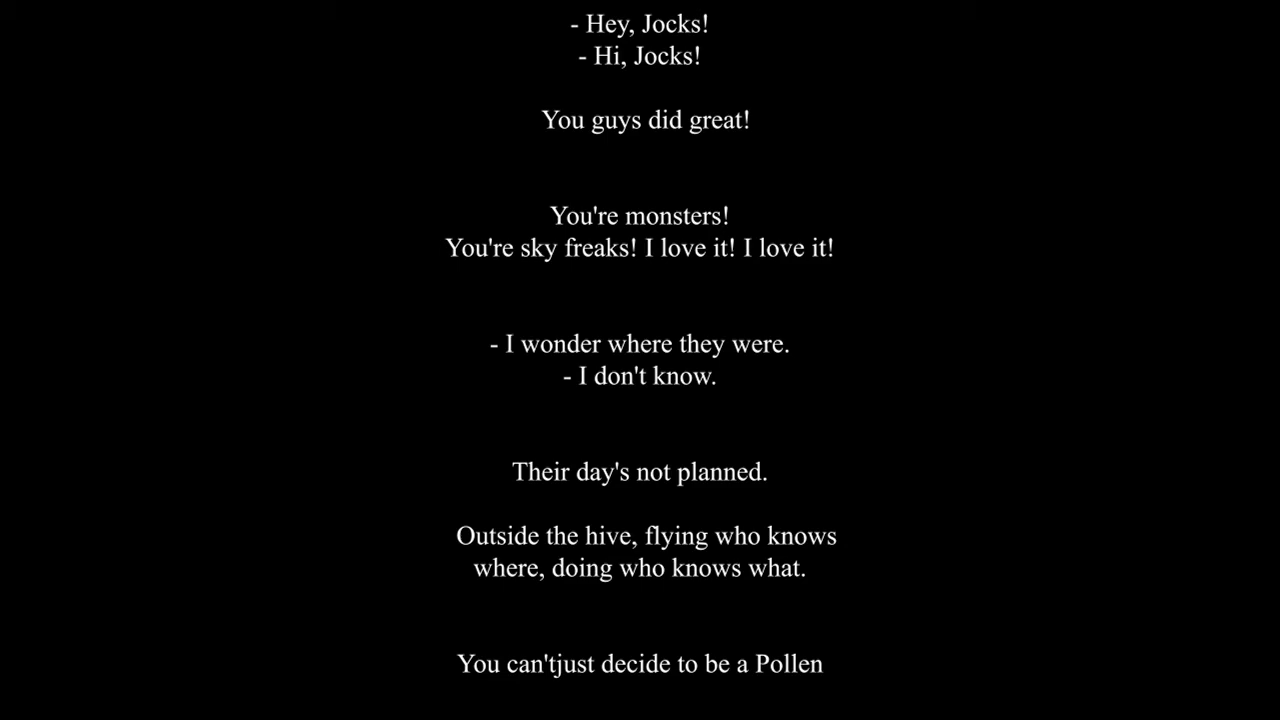 - Hey, Jocks!
- Hi, Jocks!
You guys did great!
You're monsters!
You're sky freaks! I love it! I love it!
- I wonder where they were.
- I don't know.
Their day's not planned.
Outside the hive, flying who knows
where, doing who knows what.
You can'tjust decide to be a Pollen